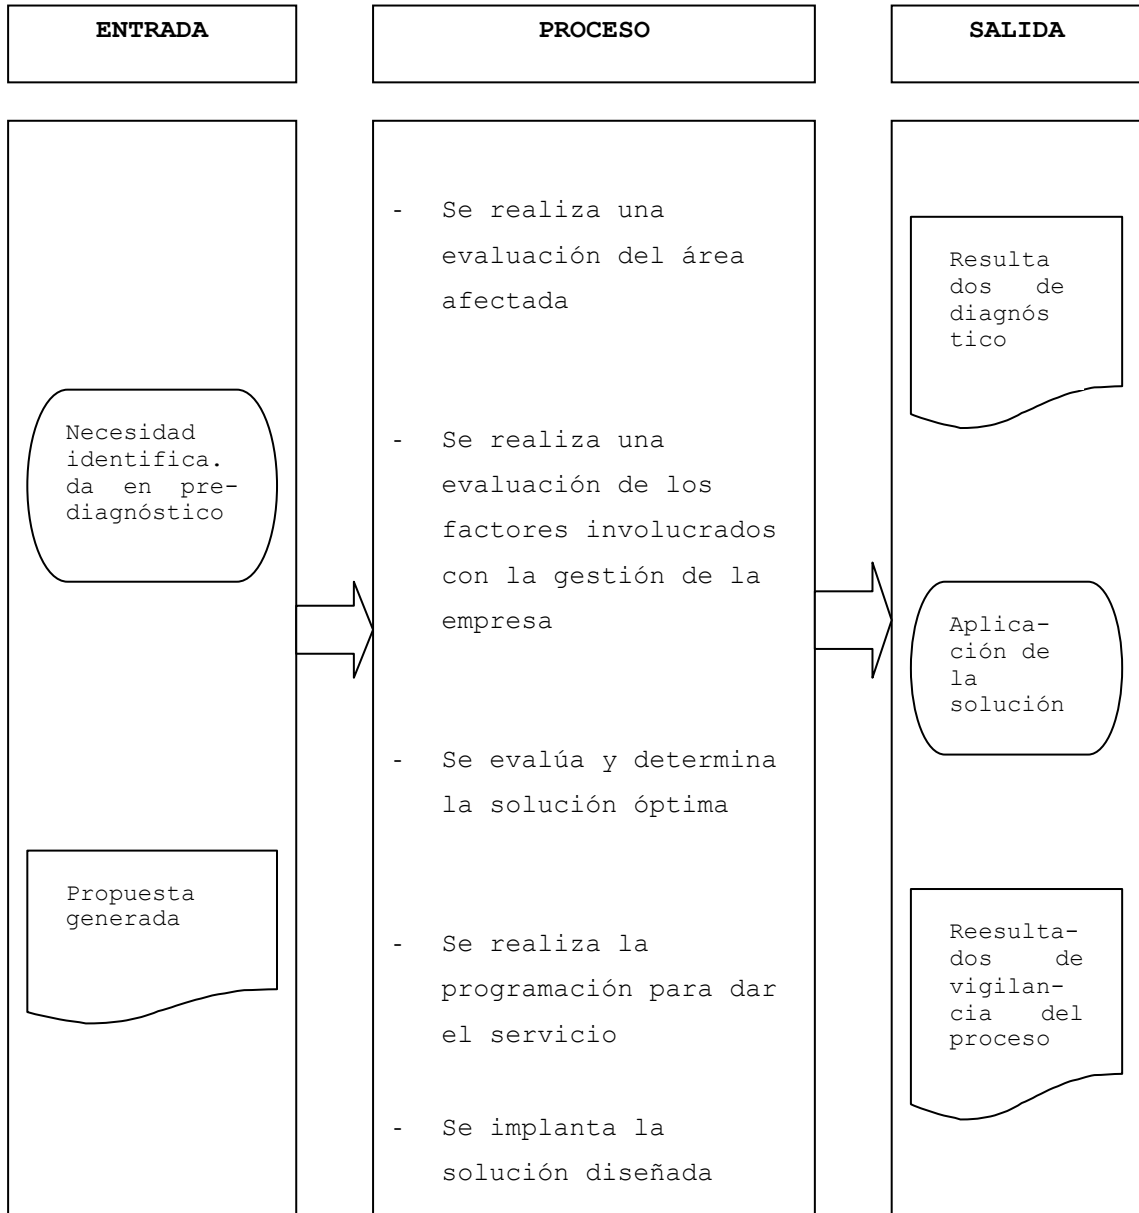 ENTRADA
PROCESO
SALIDA
Necesidad
identifica.
da en pre-
diagnóstico
Propuesta
generada
- Se realiza una
evaluación del área
afectada
- Se realiza una
evaluación de los
factores involucrados
con la gestión de la
empresa
- Se evalúa y determina
la solución óptima
- Se realiza la
programación para dar
el servicio
- Se implanta la
solución diseñada
Resulta
dos de
diagnós
tico
Aplica-
ción de
la
solución
Reesulta-
dos de
vigilan-
cia del
proceso